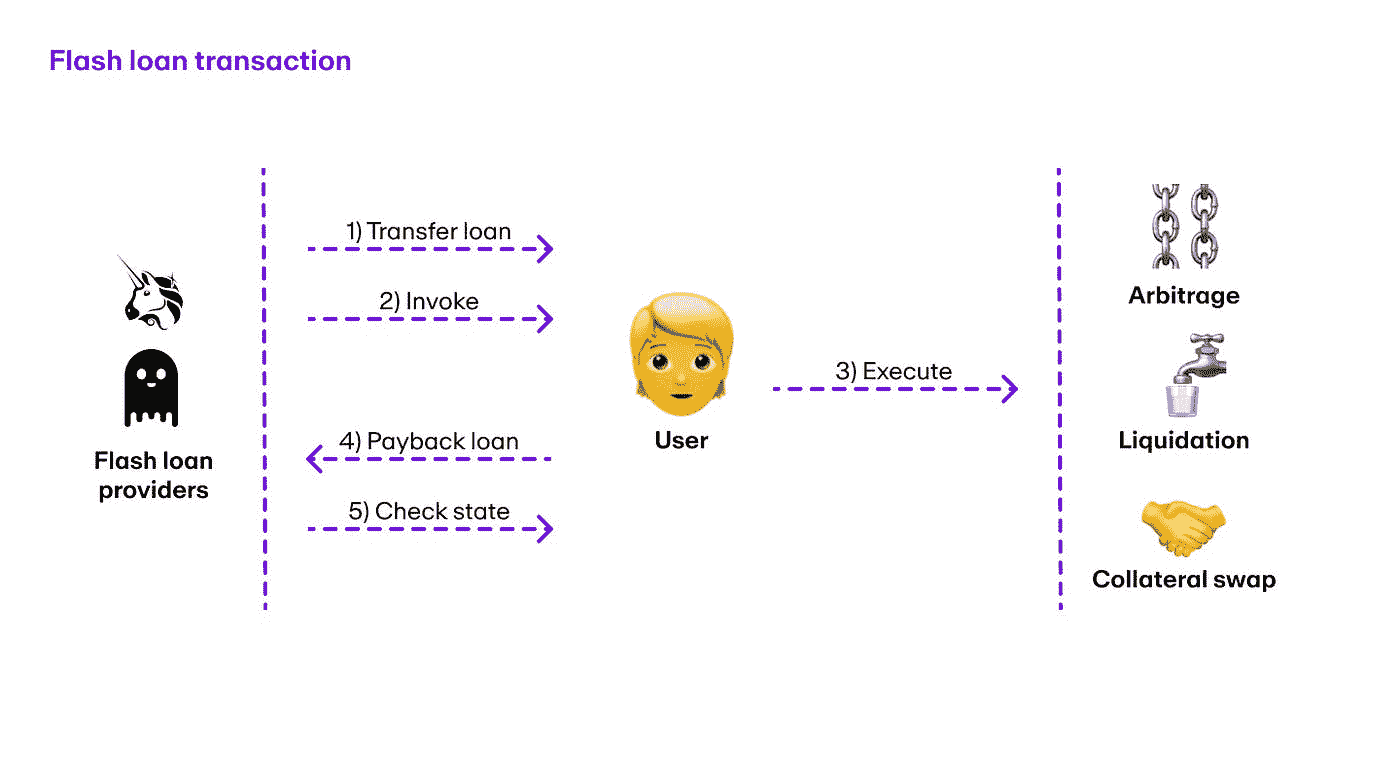 Flash loan transaction
1) Transfer loan
2) Invoke
3) Execute
4) Payback loan
5) Check state
Flash loan
providers
User
Arbitrage
Liquidation
Collateral swap